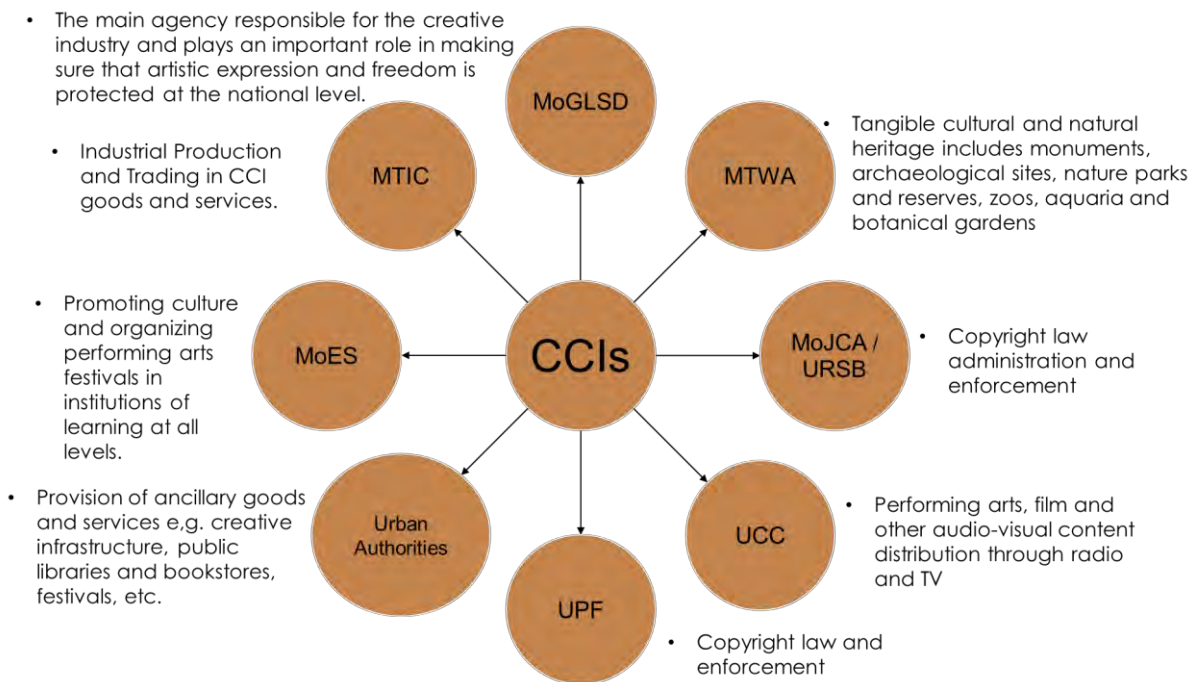 • The main agency responsible for the creative
industry and plays an important role in making
sure that artistic expression and freedom is
protected at the national level.
MoGLSD
• Industrial Production
and Trading in CCI
goods and services.
MTIC
MTWA
• Tangible cultural and natural
heritage includes monuments,
archaeological sites, nature parks
and reserves, zoos, aquaria and
botanical gardens
• Promoting culture
and organizing
performing arts
festivals in
institutions of
learning at all
levels.
MoES
CCIs
MoJCA /
URSB
• Copyright law
administration and
enforcement
• Provision of ancillary goods
and services e,g. creative
infrastructure, public
libraries and bookstores,
festivals, etc.
Urban
Authorities
UPF
• Copyright law and
enforcement
UCC
• Performing arts, film and
other audio-visual content
distribution through radio
and TV